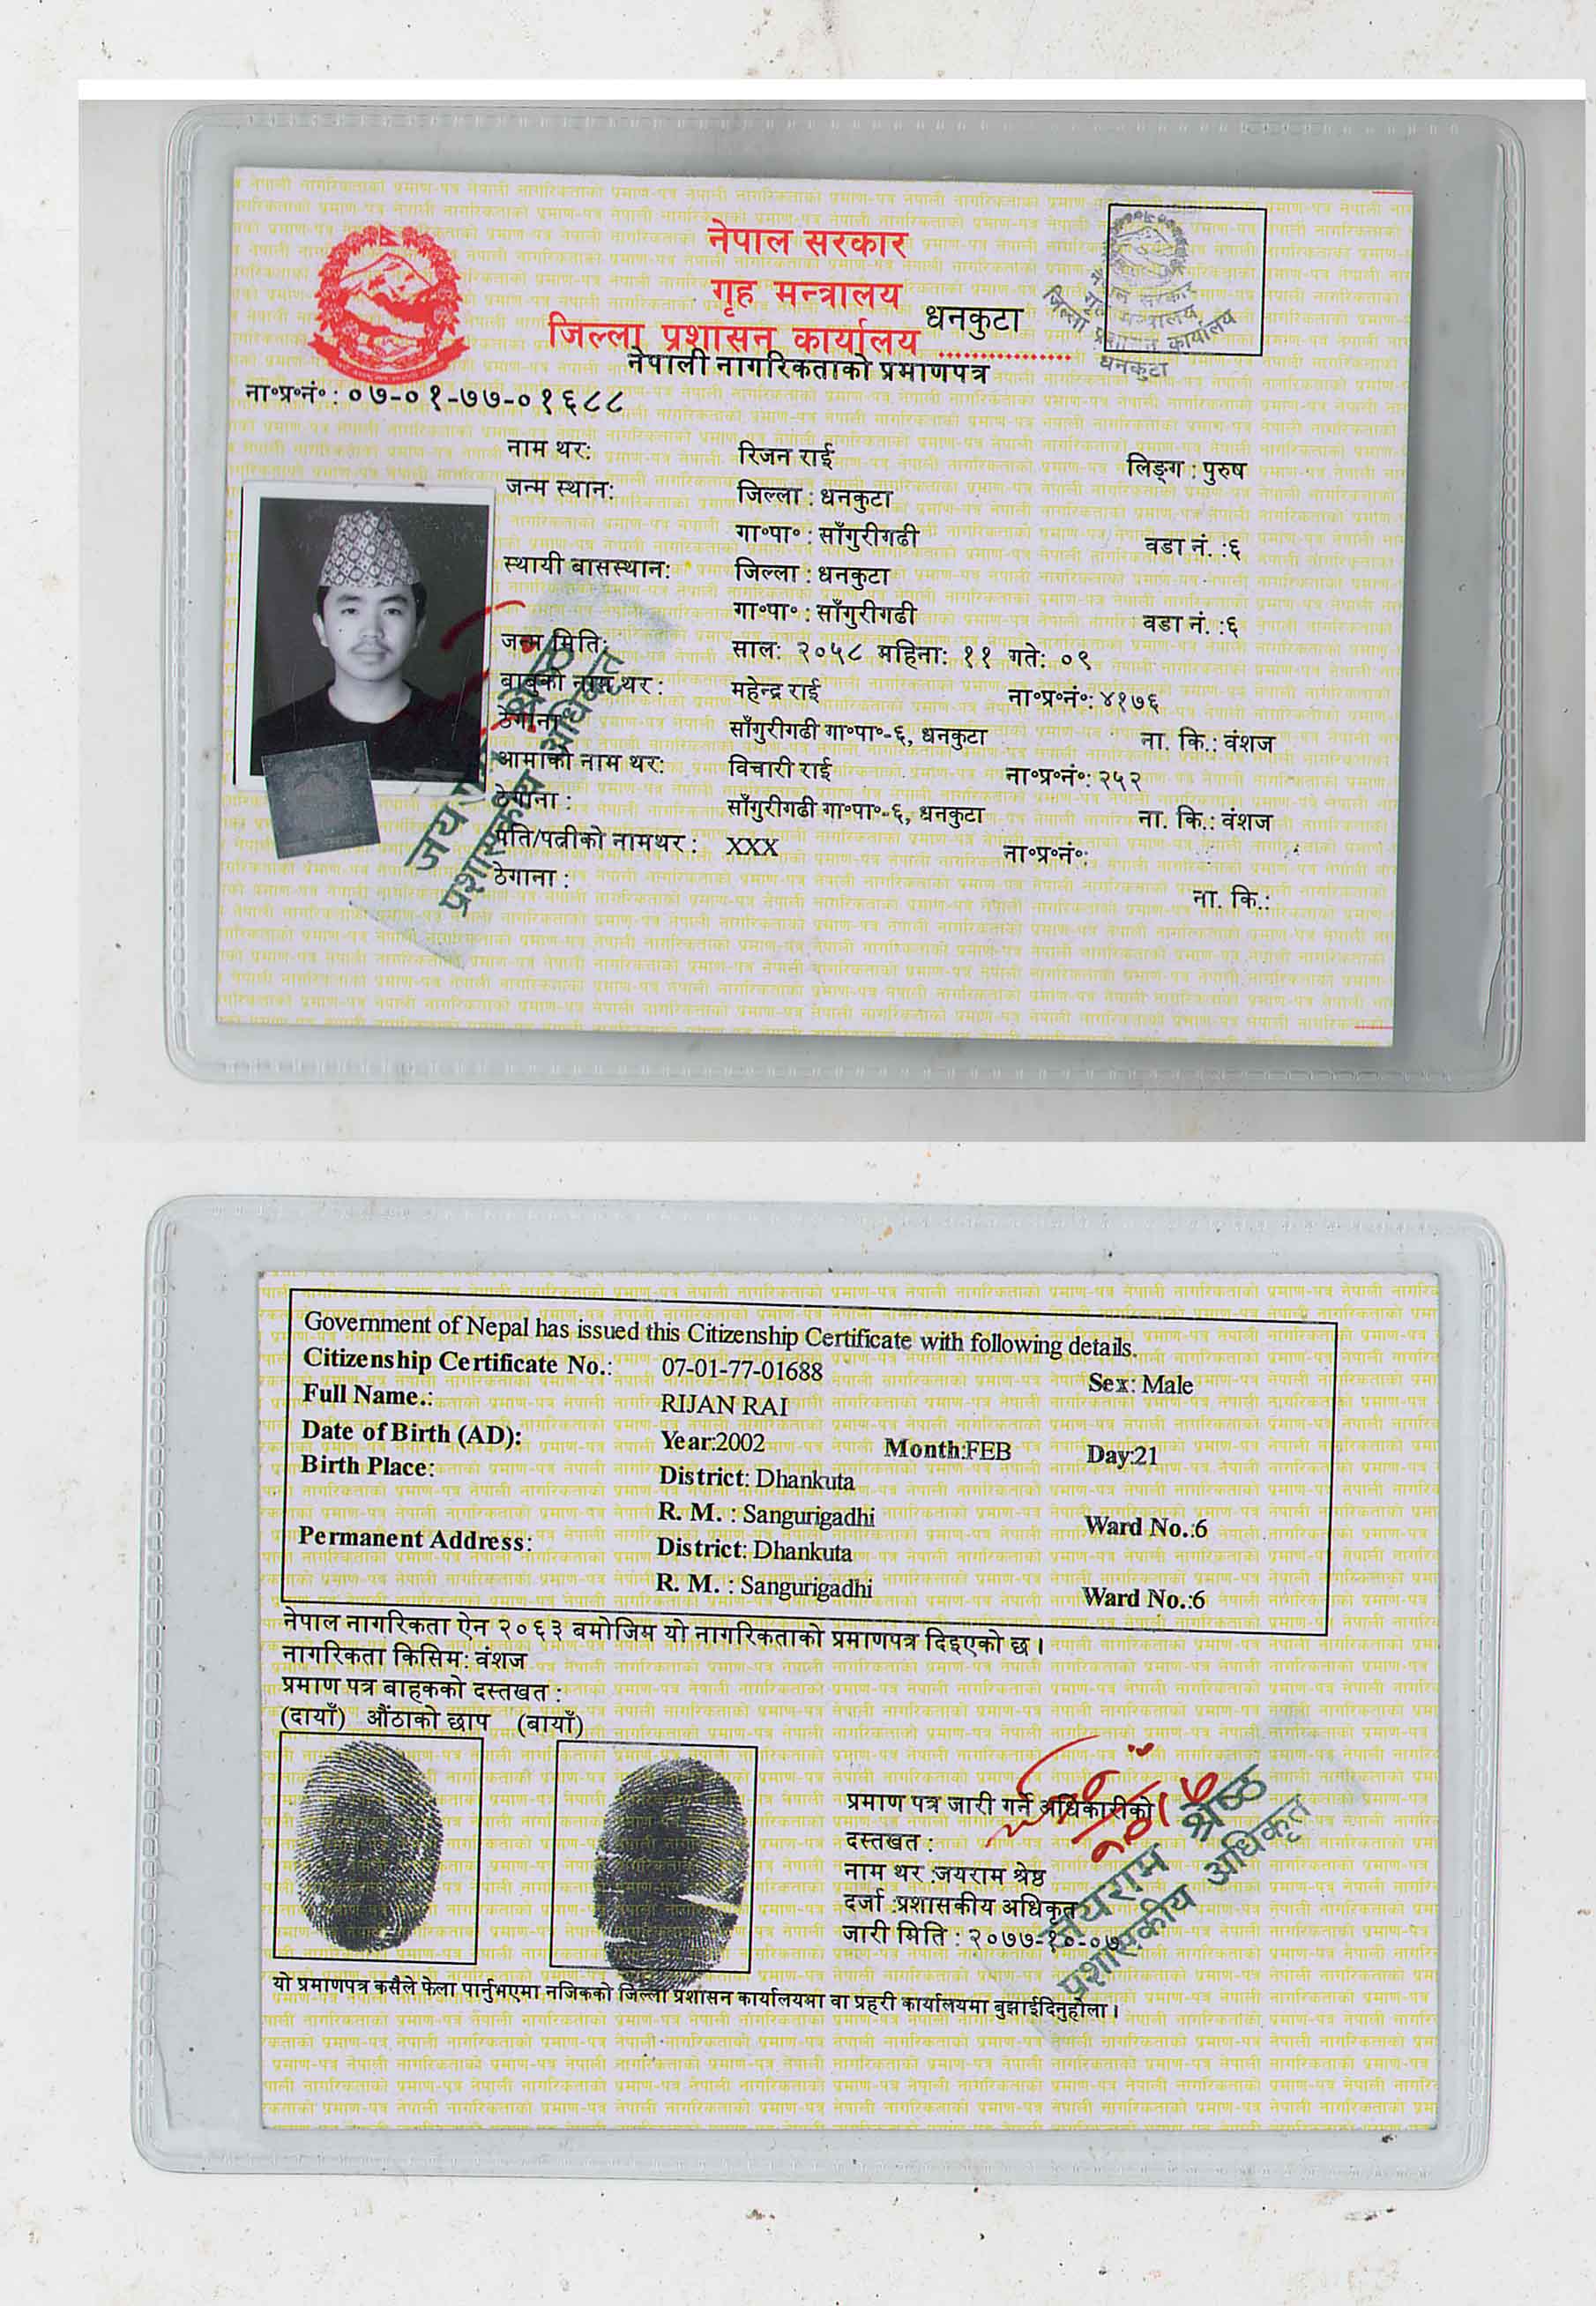 नेपाल सरकार
गृह मन्त्रालय
जिल्ला प्रशासन कार्यालय धनकुटा
नेपाली नागरिकताको प्रमाणपत्र
नेपाल सरकार
गृह मन्त्रालय
जिल्ला प्रशासन कार्यालय
धनकुटा
ना॰प्र॰नं॰ : ०७-०१-७७-०१६८८
नाम थर: रिजन राई लिङ्ग : पुरुष
जन्म स्थान: जिल्ला : धनकुटा
गा॰पा॰ : साँगुरीगढी वडा नं. :६
स्थायी बासस्थान: जिल्ला : धनकुटा
गा॰पा॰ : साँगुरीगढी वडा नं. :६
जन्म मिति: साल: २०५८ महिना: ११ गते: ०९
बाबुको नाम थर : महेन्द्र राई ना॰प्र॰नं॰: ४१७६
ठेगाना साँगुरीगढी गा॰पा॰-६, धनकुटा ना. कि.: वंशज
आमाको नाम थर: विचारी राई ना॰प्र॰नं॰: २५२
ठेगाना : साँगुरीगढी गा॰पा॰-६, धनकुटा ना. कि.: वंशज
पति/पत्नीको नामथर : XXX ना॰प्र॰नं॰:
ठेगाना : ना. कि.:
Government of Nepal has issued this Citizenship Certificate with following details.
Citizenship Certificate No.: 07-01-77-01688 Sex: Male
Full Name.: RIJAN RAI
Date of Birth (AD): Year:2002 Month:FEB Day:21
Birth Place: District: Dhankuta
R. M. : Sangurigadhi Ward No.:6
Permanent Address: District: Dhankuta
R. M. : Sangurigadhi Ward No.:6
नेपाल नागरिकता ऐन २०६३ बमोजिम यो नागरिकताको प्रमाणपत्र दिइएको छ ।
नागरिकता किसिम: वंशज
प्रमाण पत्र बाहकको दस्तखत :
(दायाँ) औंठाको छाप (बायाँ)
प्रमाण पत्र जारी गर्ने अधिकारीको
दस्तखत :
नाम थर :जयराम श्रेष्ठ
दर्जा :प्रशासकीय अधिकृत
जारी मिति : २०७७-१०-०७
जयराम श्रेष्ठ
प्रशासकीय अधिकृत
यो प्रमाणपत्र कसैले फेला पार्नुभएमा नजिकको जिल्ला प्रशासन कार्यालयमा वा प्रहरी कार्यालयमा बुझाईदिनुहोला ।